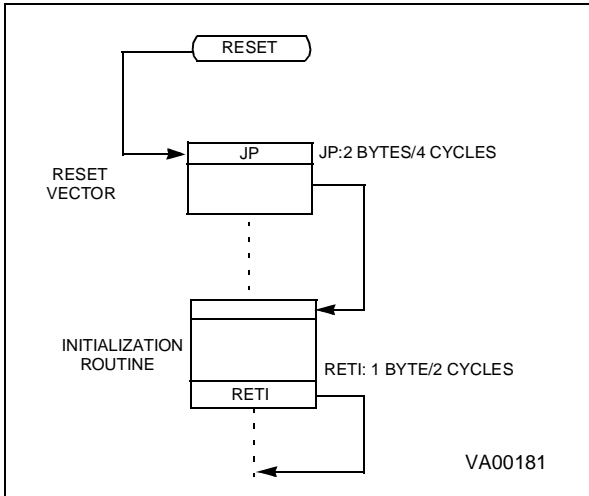 RESET
JP
JP:2 BYTES/4 CYCLES
RESET
VECTOR
INITIALIZATION
ROUTINE
RETI: 1 BYTE/2 CYCLES
RETI
VA00181